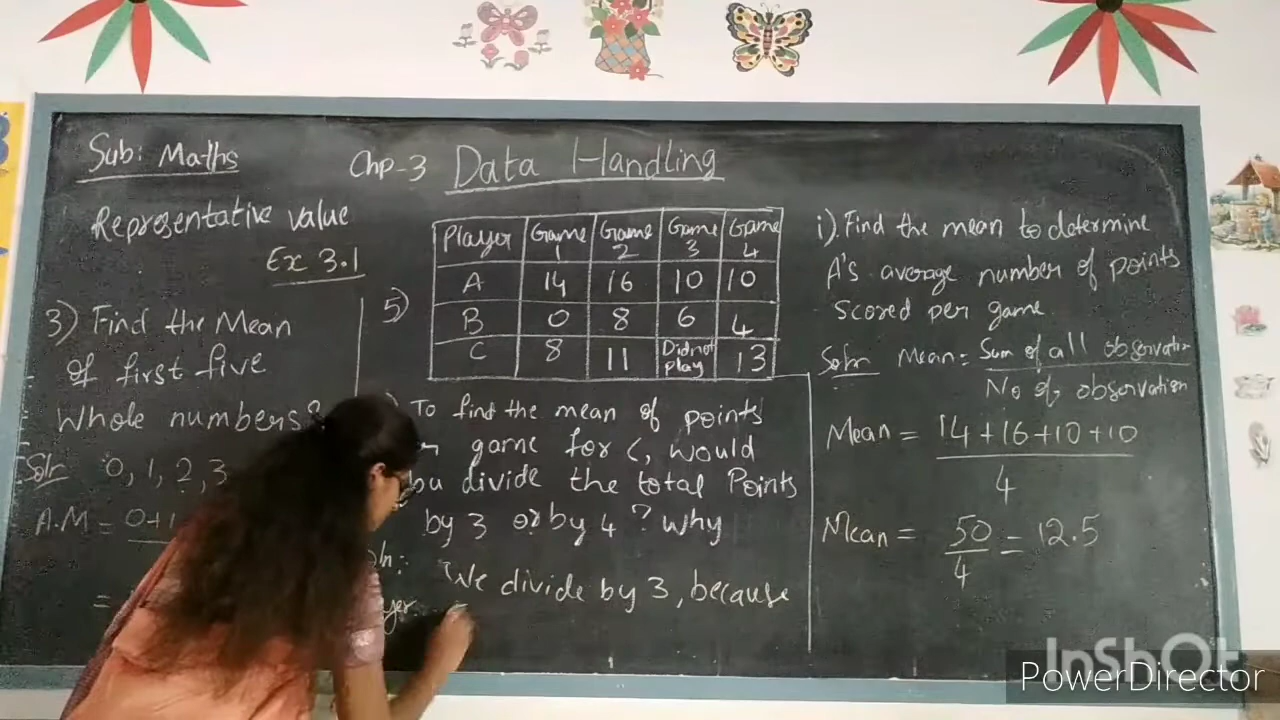 Sub: Maths
Chp-3 Data Handling
Representative value
Ex 3.1
3) Find the Mean
of first five
Whole numbers?
Soln 0, 1, 2, 3
A.M = 0+1
=
5)
Player Game 1 Game 2 Game 3 Game 4
A 14 16 10 10
B 0 8 6 4
C 8 11 Did not play 13
To find the mean of points
game for C, would
divide the total Points
by 3 or by 4 ? Why
We divide by 3, because
i). Find the mean to determine
A's average number of points
scored per game.
Soln Mean = Sum of all observation
No of observation
Mean = 14+16+10+10
4
Mean = 50
4
= 12.5
InShOt
PowerDirector